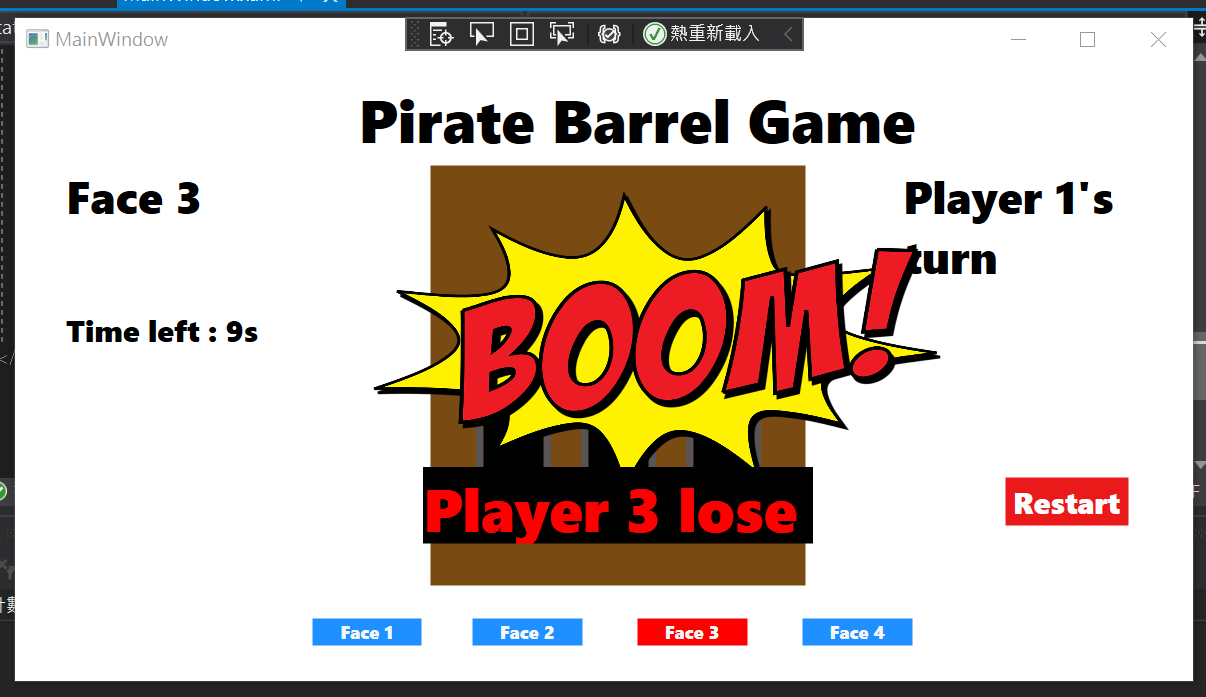 MainWindow
熱重新載入
Pirate Barrel Game
Face 3
Player 1's
turn
Time left : 9s
BOOM!
Player 3 lose
Restart
Face 1
Face 2
Face 3
Face 4